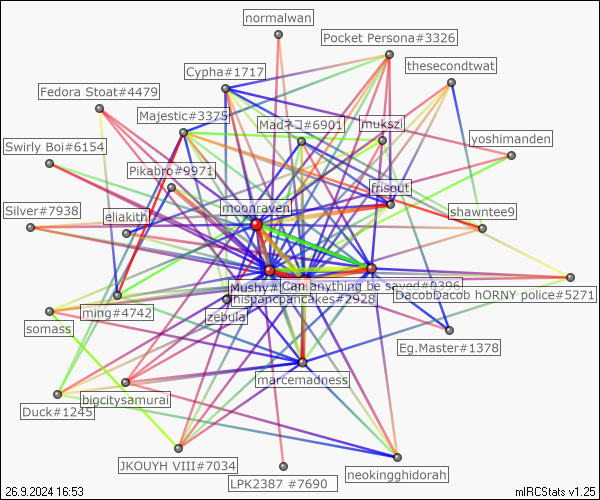 normalwan
Pocket Persona#3326
thesecondtwat
Cypha#1717
Fedora Stoat#4479
Majestic#3375
Madネコ#6901
mukszi
yoshimanden
Swirly Boi#6154
Pikabro#9971
frisout
moonraven
Silver#7938
eliakith
shawntee9
Mushy#
Can anything be saved#0396
hispancpancakes#2928
DacobDacob hORNY police#5271
ming#4742
zebula
somass
Eg.Master#1378
marcemadness
bigcitysamurai
Duck#1245
JKOUYH VIII#7034
neokingghidorah
LPK2387 #7690
26.9.2024 16:53
mIRCStats v1.25